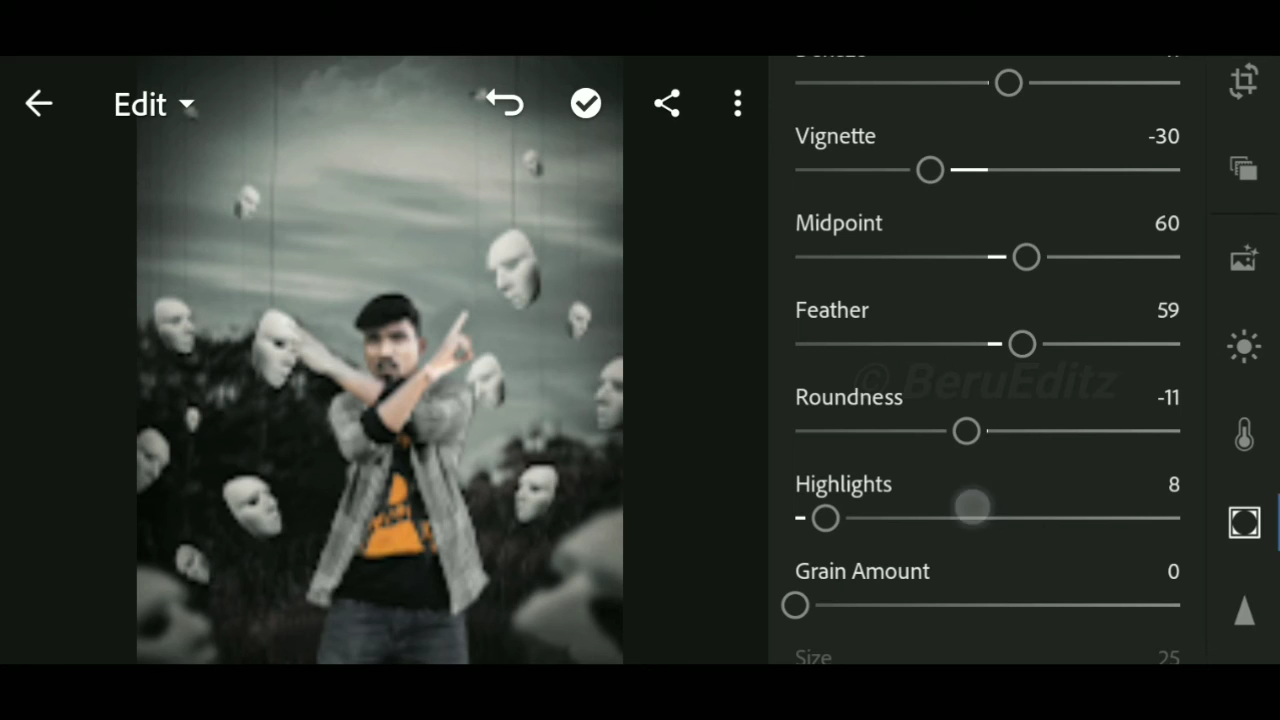 Edit
Vignette -30
Midpoint 60
Feather 59
© BeruEditz
Roundness -11
Highlights 8
Grain Amount 0
Size 25